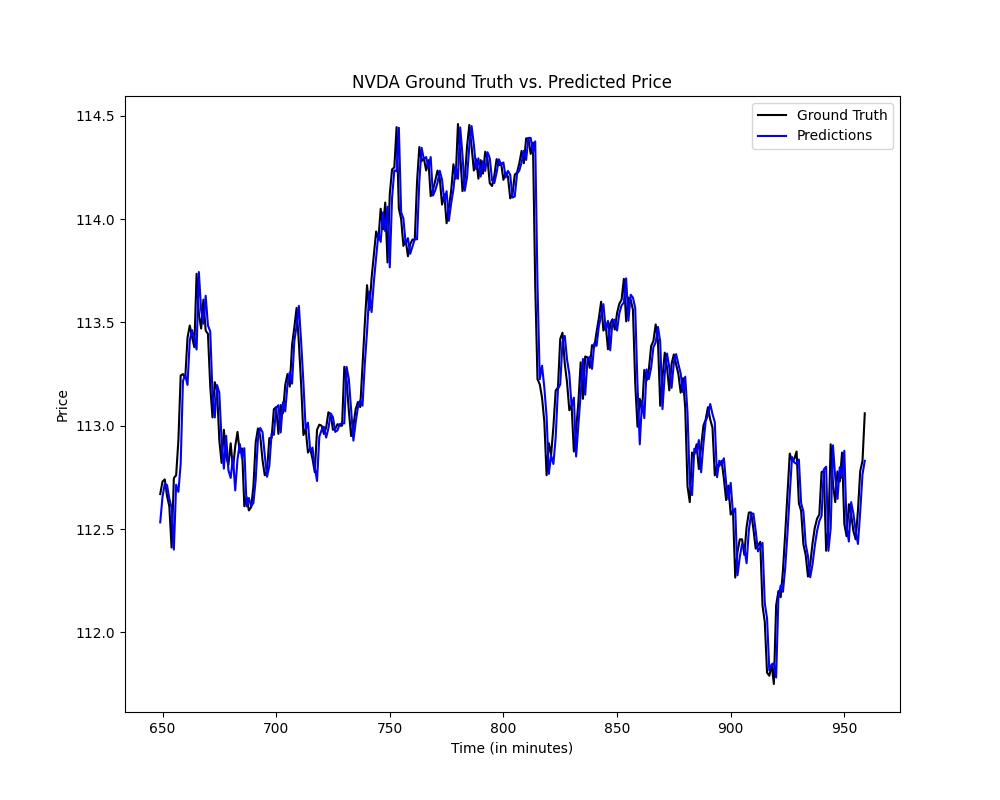 NVDA Ground Truth vs. Predicted Price
Ground Truth
Predictions
114.5
114.0
113.5
113.0
112.5
112.0
Price
650 700 750 800 850 900 950
Time (in minutes)